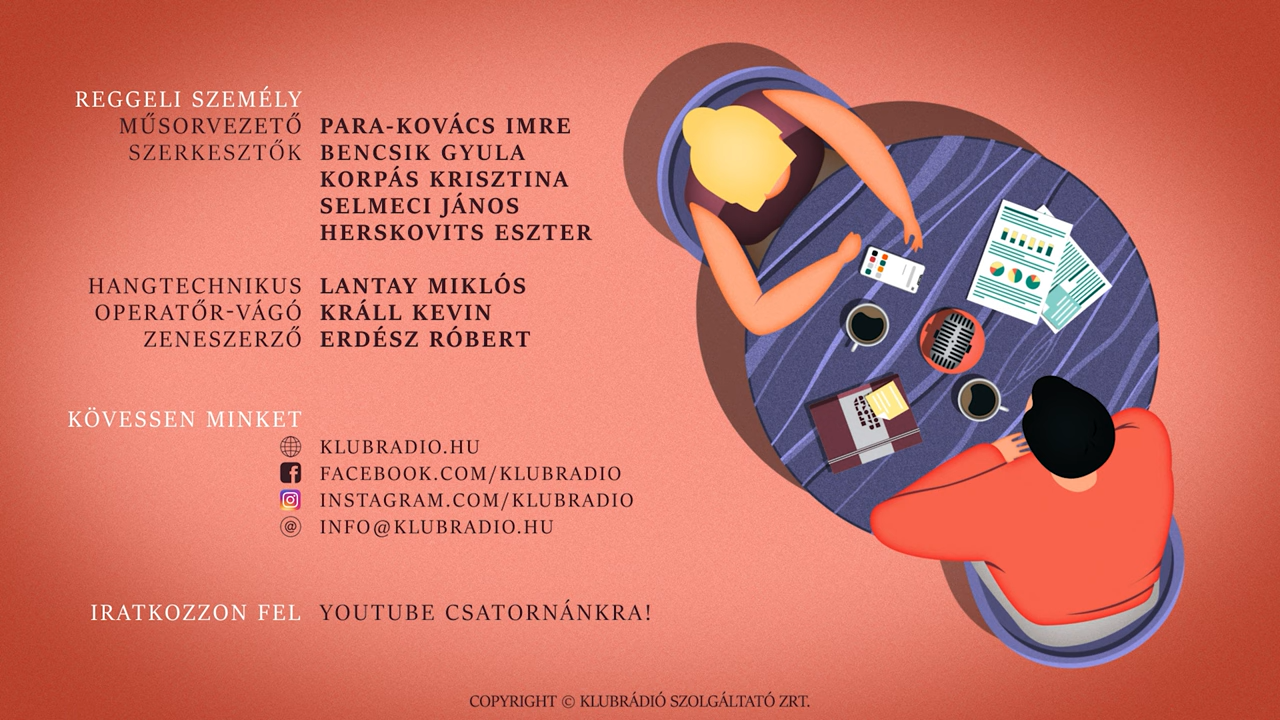 REGGELI SZEMÉLY
MŰSORVEZETŐ PARA-KOVÁCS IMRE
SZERKESZTŐK BENCSIK GYULA
KORPÁS KRISZTINA
SELMECI JÁNOS
HERSKOVITS ESZTER
HANGTECHNIKUS LANTAY MIKLÓS
OPERATŐR-VÁGÓ KRÁLL KEVIN
ZENESZERZŐ ERDÉSZ RÓBERT
KÖVESSEN MINKET
KLUBRADIO.HU
FACEBOOK.COM/KLUBRADIO
INSTAGRAM.COM/KLUBRADIO
INFO@KLUBRADIO.HU
IRATKOZZON FEL YOUTUBE CSATORNÁNKRA!
COPYRIGHT © KLUBRÁDIÓ SZOLGÁLTATÓ ZRT.